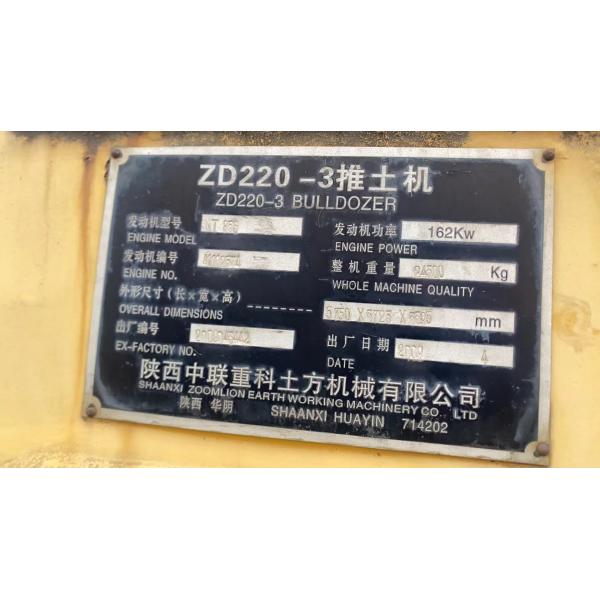 ZD220-3推土机
ZD220-3 BULLDOZER
发动机型号 NT 855
ENGINE MODEL
发动机功率 162Kw
ENGINE POWER
发动机编号
ENGINE NO.
整机重量 Kg
WHOLE MACHINE QUALITY
外形尺寸(长×宽×高)
OVERALL DIMENSIONS
mm
出厂编号
EX-FACTORY NO.
出厂日期 2009 4
DATE
陕西中联重科土方机械有限公司
SHAANXI ZOOMLION EARTH WORKING MACHINERY CO. LTD
陕西 华阴 SHAANXI HUAYIN 714202